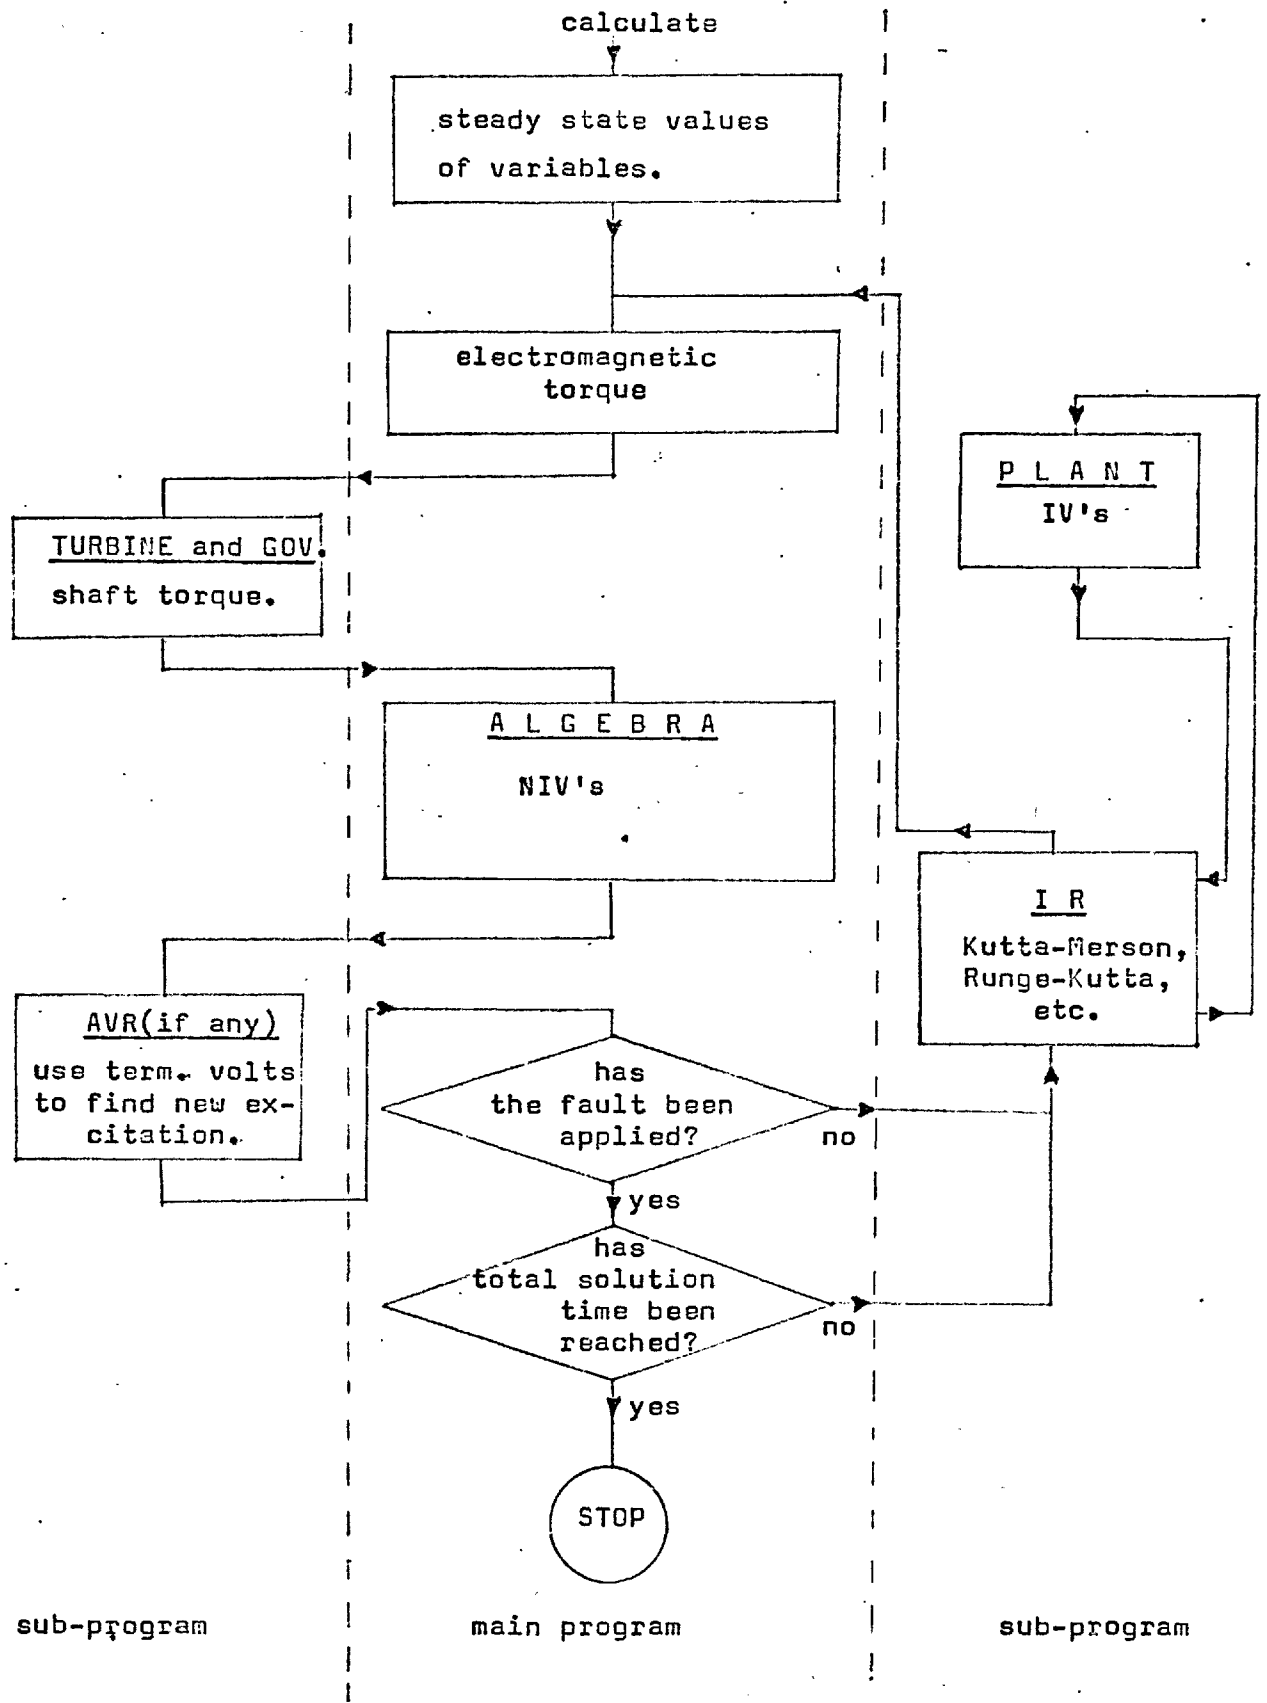 calculate
steady state values
of variables.
electromagnetic
torque
P L A N T
IV's
TURBINE and GOV.
shaft torque.
A L G E B R A
NIV's
I R
Kutta-Merson,
Runge-Kutta,
etc.
AVR(if any)
use term. volts
to find new ex-
citation.
has
the fault been
applied?
no
yes
has
total solution
time been
reached?
no
yes
STOP
sub-program
main program
sub-program